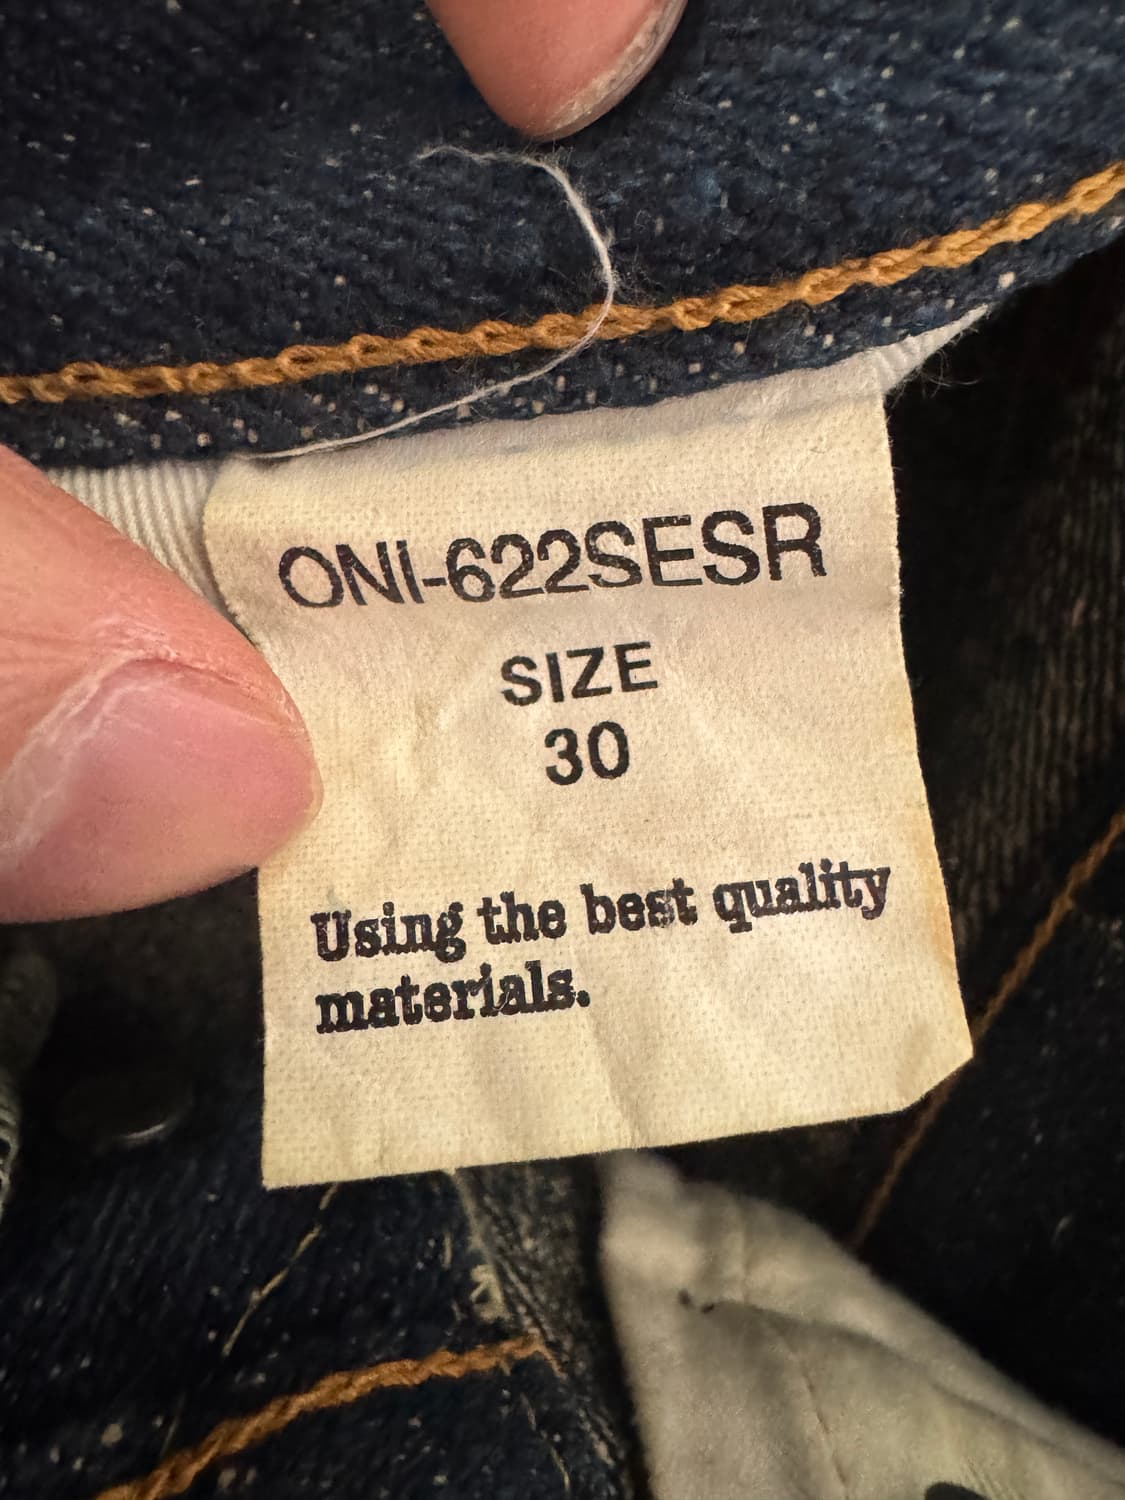 ONI-622SESR
SIZE
30
Using the best quality
materials.